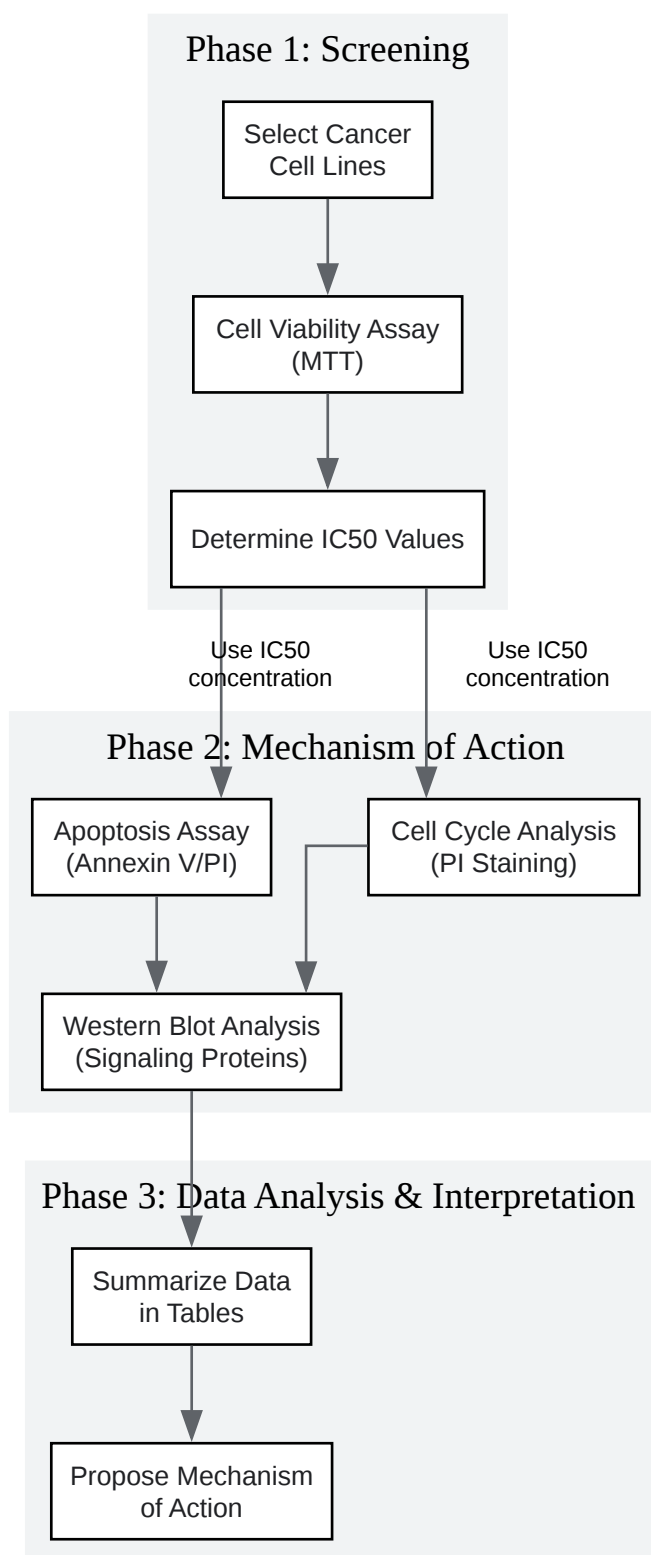 Phase 1: Screening
Select Cancer
Cell Lines
Cell Viability Assay
(MTT)
Determine IC50 Values
Use IC50
concentration
Use IC50
concentration
Phase 2: Mechanism of Action
Apoptosis Assay
(Annexin V/PI)
Cell Cycle Analysis
(PI Staining)
Western Blot Analysis
(Signaling Proteins)
Phase 3: Data Analysis & Interpretation
Summarize Data
in Tables
Propose Mechanism
of Action